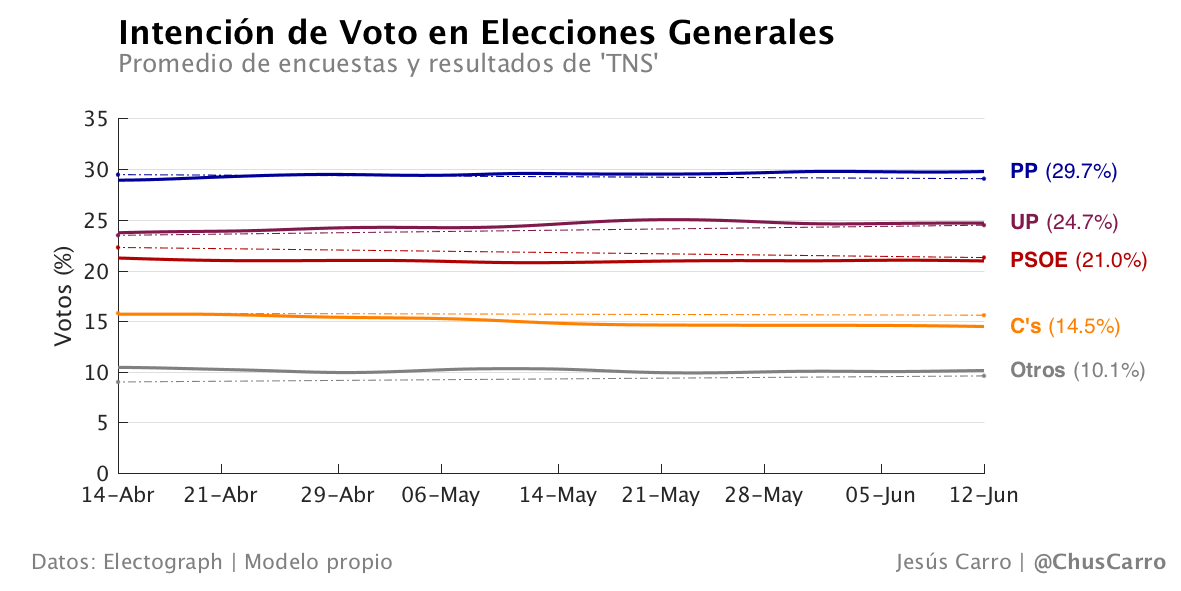 Intención de Voto en Elecciones Generales
Promedio de encuestas y resultados de 'TNS'
Votos (%)
35
30
25
20
15
10
5
0
14-Abr 21-Abr 29-Abr 06-May 14-May 21-May 28-May 05-Jun 12-Jun
PP (29.7%)
UP (24.7%)
PSOE (21.0%)
C's (14.5%)
Otros (10.1%)
Datos: Electograph | Modelo propio
Jesús Carro | @ChusCarro